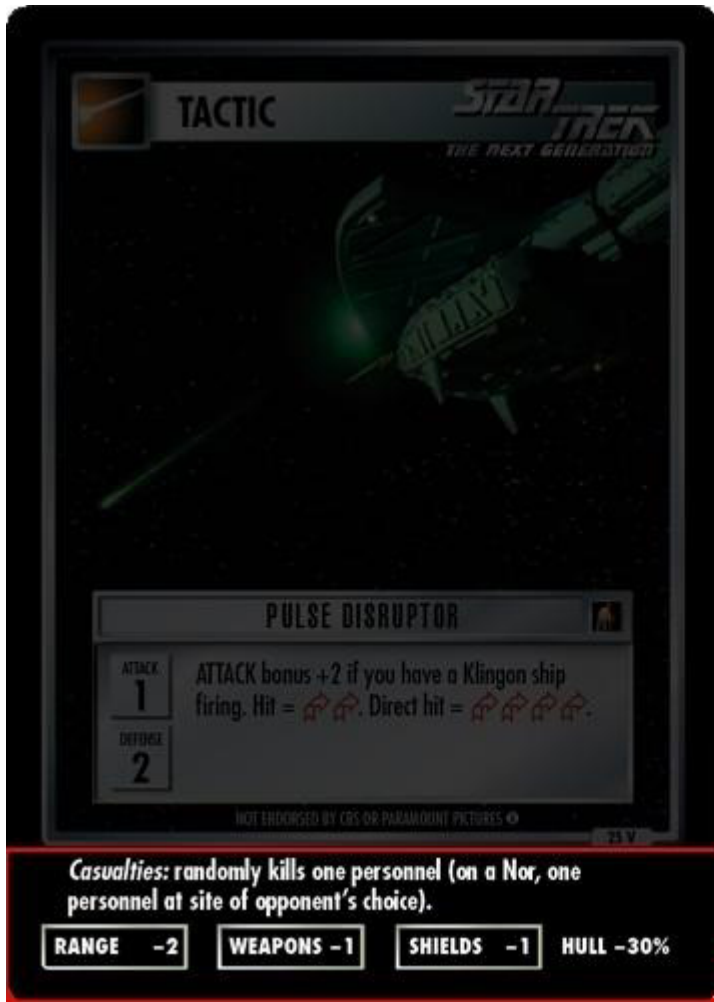 TACTIC
STAR TREK
THE NEXT GENERATION
PULSE DISRUPTOR
ATTACK
1
ATTACK bonus +2 if you have a Klingon ship
firing. Hit = . Direct hit = .
DEFENSE
2
NOT ENDORSED BY CBS OR PARAMOUNT PICTURES
25 V
Casualties: randomly kills one personnel (on a Nor, one
personnel at site of opponent's choice).
RANGE -2 WEAPONS -1 SHIELDS -1 HULL -30%